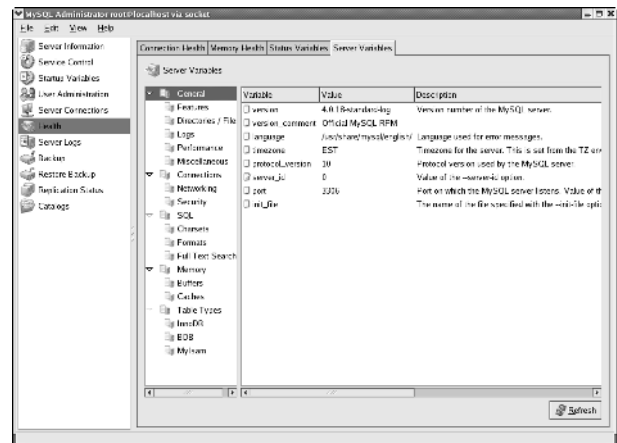 MySQL Administrator root@localhost via socket
File Edit View Help
Server Information
Service Control
Startup Variables
User Administration
Server Connections
Health
Server Logs
Backup
Restore Backup
Replication Status
Catalogs
Connection Health Memory Health Status Variables Server Variables
Server Variables
General
Features
Directories / File
Logs
Performance
Miscellaneous
Connections
Networking
Security
SQL
Charsets
Formats
Full Text Search
Memory
Buffers
Caches
Table Types
InnoDB
BDB
MyIsam
Variable Value Description
version 4.0.18-standard-log Version number of the MySQL server.
version_comment Official MySQL RPM
language /usr/share/mysql/english/ Language used for error messages.
timezone EST Timezone for the server. This is set from the TZ env
protocol_version 10 Protocol version used by the MySQL server
server_id 0 Value of the --server-id option.
port 3306 Port on which the MySQL server listens. Value of th
init_file The name of the file specified with the --init-file optio
Refresh